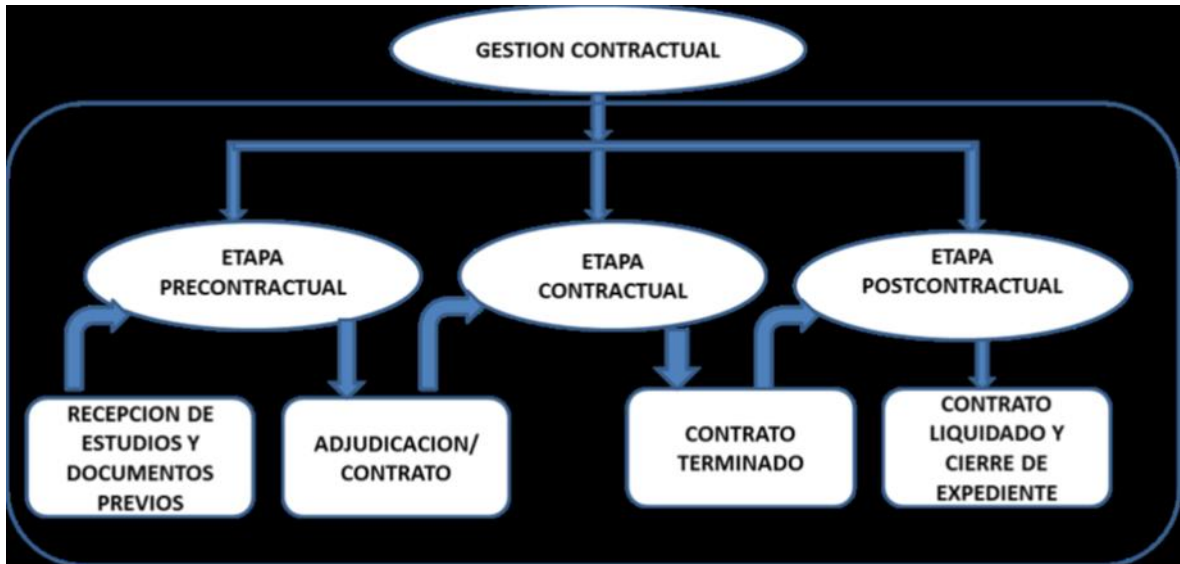 GESTION CONTRACTUAL
ETAPA
PRECONTRACTUAL
ETAPA
CONTRACTUAL
ETAPA
POSTCONTRACTUAL
RECEPCION DE
ESTUDIOS Y
DOCUMENTOS
PREVIOS
ADJUDICACION/
CONTRATO
CONTRATO
TERMINADO
CONTRATO
LIQUIDADO Y
CIERRE DE
EXPEDIENTE